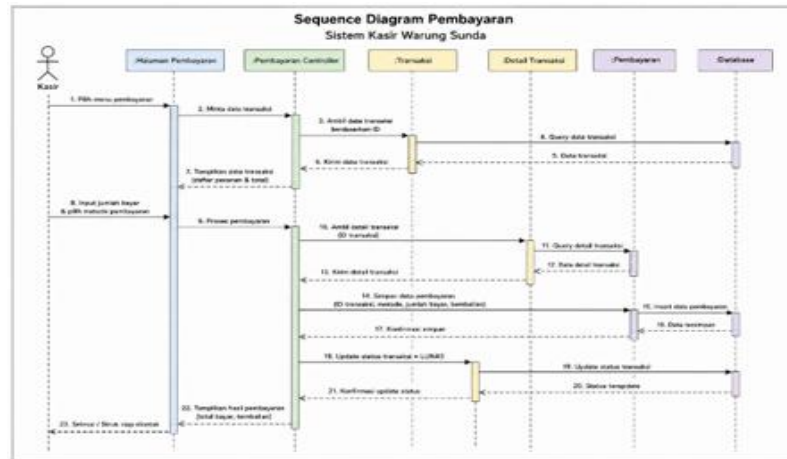 Sequence Diagram Pembayaran
Sistem Kasir Warung Sunda
Kasir
:Halaman Pembayaran
:Pembayaran Controller
:Transaksi
:Detail Transaksi
:Pembayaran
:Database
1. Pilih menu pembayaran
2. Minta data transaksi
3. Ambil data transaksi
berdasarkan ID
4. Query data transaksi
5. Data transaksi
6. Kirim data transaksi
7. Tampilkan data transaksi
(daftar pesanan & total)
8. Input jumlah bayar
& pilih metode pembayaran
9. Proses pembayaran
10. Ambil detail transaksi
(ID transaksi)
11. Query detail transaksi
12. Data detail transaksi
13. Kirim detail transaksi
14. Simpan data pembayaran
(ID transaksi, metode, jumlah bayar, kembalian)
15. Insert data pembayaran
16. Data tersimpan
17. Konfirmasi simpan
18. Update status transaksi = LUNAS
19. Update status transaksi
20. Status terupdate
21. Konfirmasi update status
22. Tampilkan hasil pembayaran
(total bayar, kembalian)
23. Selesai / Struk siap dicetak